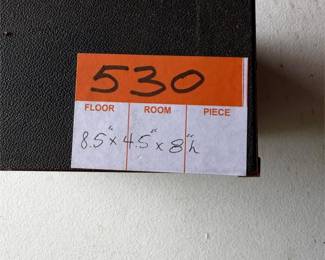 530
FLOOR ROOM PIECE
8.5" x 4.5" x 8" h